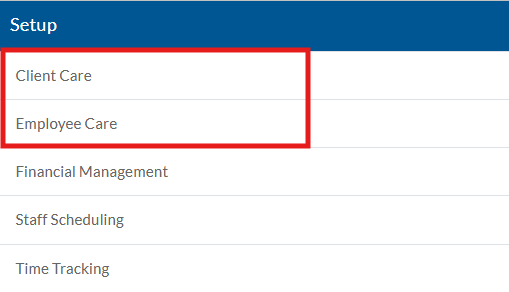 Setup
Client Care
Employee Care
Financial Management
Staff Scheduling
Time Tracking